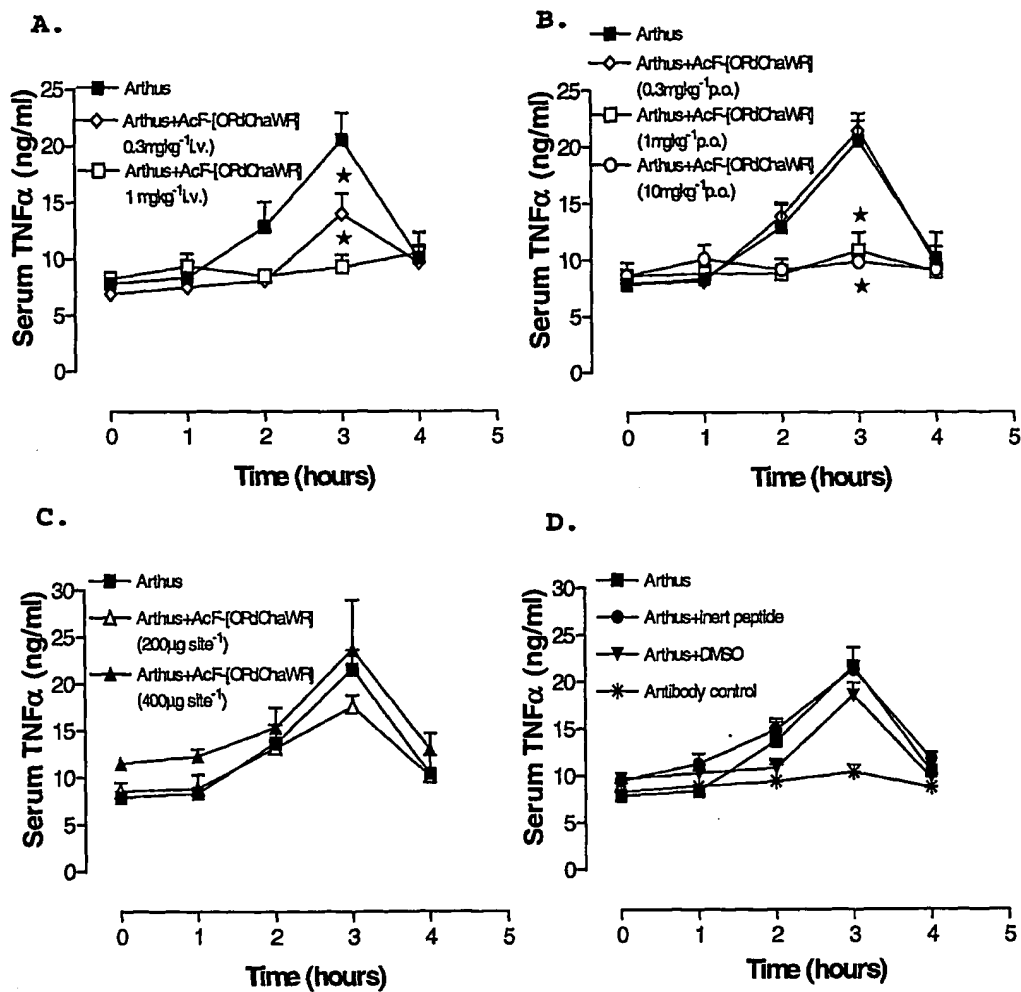 A.
Serum TNFα (ng/ml)
25
20
15
10
5
0
Arthus
Arthus+AcF-[OPdChaWR]
0.3mgkg⁻¹i.v.)
Arthus+AcF-[OPdChaWR]
1 mgkg⁻¹i.v.)
0 1 2 3 4 5
Time (hours)
B.
Serum TNFα (ng/ml)
25
20
15
10
5
0
Arthus
Arthus+AcF-[OPdChaWR]
(0.3mgkg⁻¹p.o.)
Arthus+AcF-[OPdChaWR]
(1mgkg⁻¹p.o.)
Arthus+AcF-[OPdChaWR]
(10mgkg⁻¹p.o.)
0 1 2 3 4 5
Time (hours)
C.
Serum TNFα (ng/ml)
30
25
20
15
10
5
0
Arthus
Arthus+AcF-[OPdChaWR]
(200µg site⁻¹)
Arthus+AcF-[OPdChaWR]
(400µg site⁻¹)
0 1 2 3 4 5
Time (hours)
D.
Serum TNFα (ng/ml)
30
25
20
15
10
5
0
Arthus
Arthus+inert peptide
Arthus+DMSO
Antibody control
0 1 2 3 4 5
Time (hours)